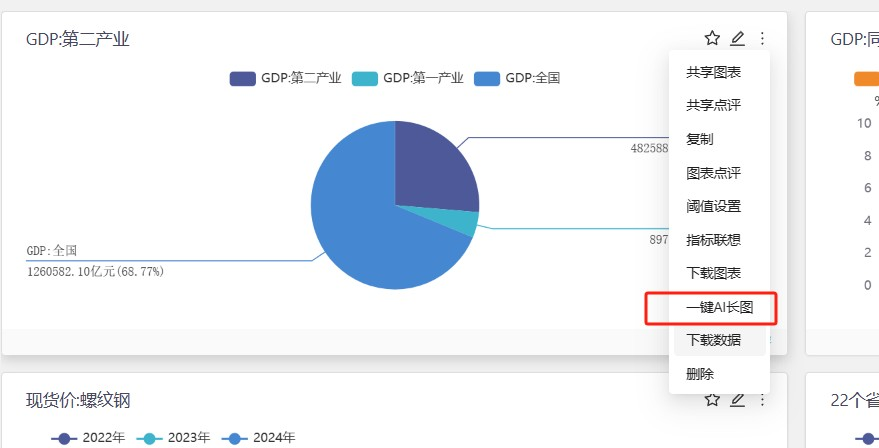 GDP:第二产业
GDP:第二产业 GDP:第一产业 GDP:全国
482588
897
GDP:全国
1260582.10亿元(68.77%)
共享图表
共享点评
复制
图表点评
阈值设置
指标联想
下载图表
一键AI长图
下载数据
删除
GDP:同
%
10
8
6
4
2
0
现货价:螺纹钢
2022年 2023年 2024年
22个省